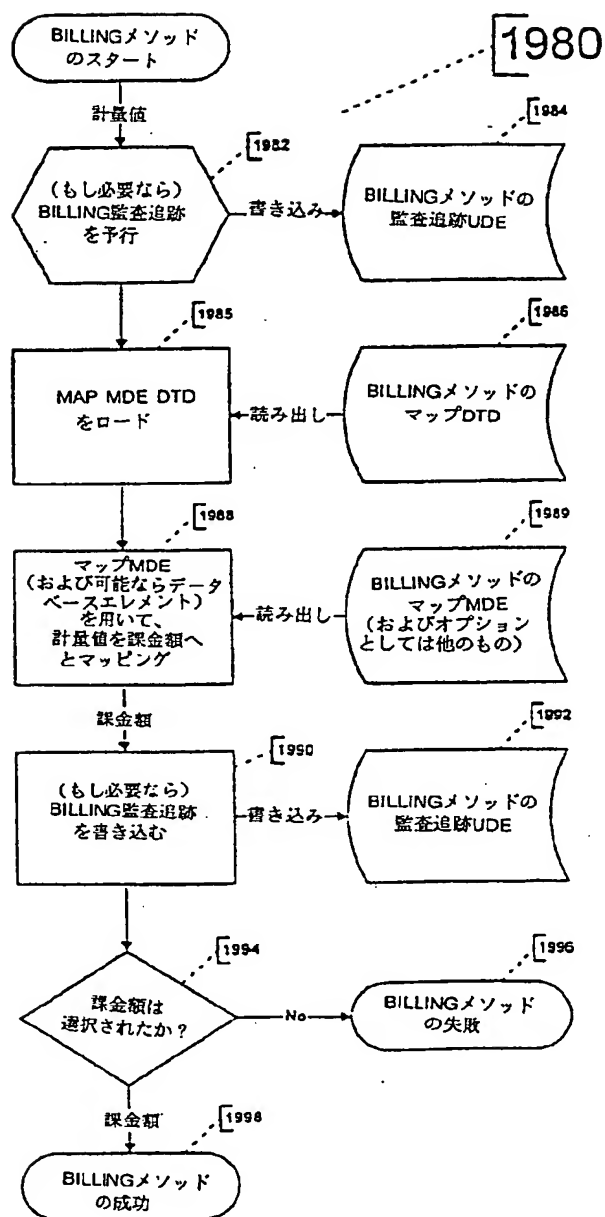 BILLINGメソッド
のスタート
1980
計量値
1982
1984
(もし必要なら)
BILLING監査追跡
を予行
書き込み
BILLINGメソッドの
監査追跡UDE
1985
1986
MAP MDE DTD
をロード
読み出し
BILLINGメソッドの
マップDTD
1988
1989
マップMDE
(および可能ならデータ
ベースエレメント)
を用いて、
計量値を課金額へ
とマッピング
読み出し
BILLINGメソッドの
マップMDE
(およびオプション
としては他のもの)
課金額
1990
1992
(もし必要なら)
BILLING監査追跡
を書き込む
書き込み
BILLINGメソッドの
監査追跡UDE
1994
1996
課金額は
選択されたか?
No
BILLINGメソッド
の失敗
課金額
1998
BILLINGメソッド
の成功